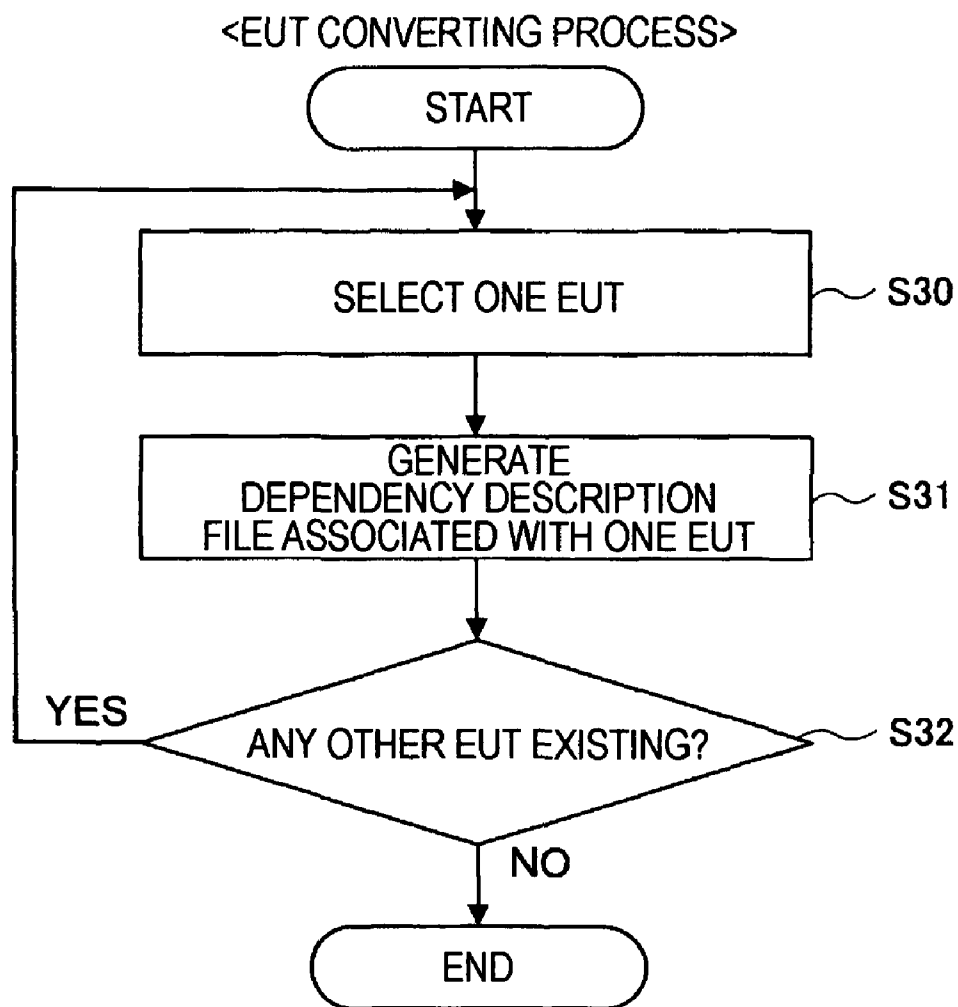 <EUT CONVERTING PROCESS>
START
SELECT ONE EUT
S30
GENERATE
DEPENDENCY DESCRIPTION
FILE ASSOCIATED WITH ONE EUT
S31
YES
ANY OTHER EUT EXISTING?
S32
NO
END